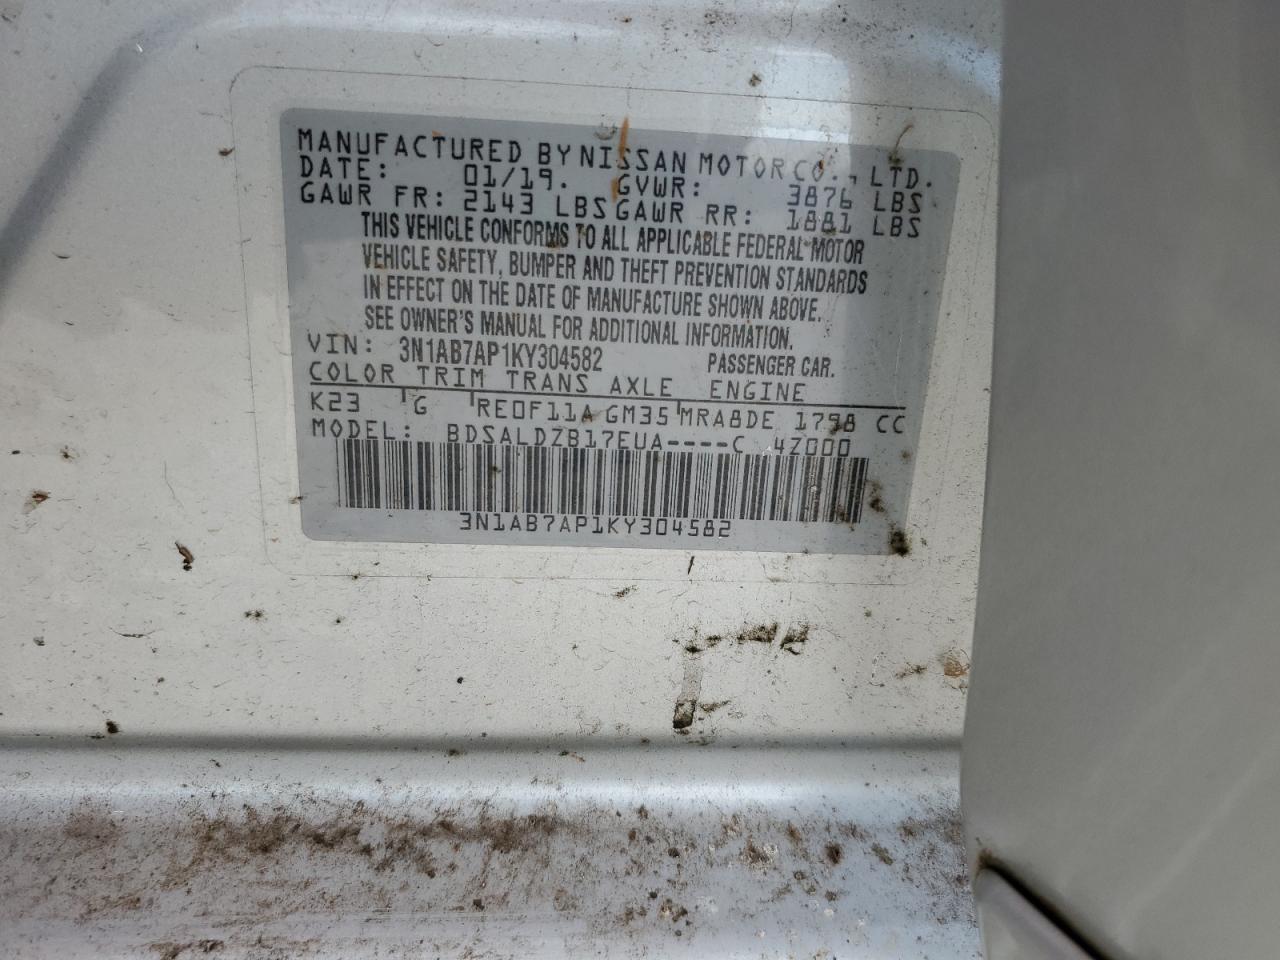 MANUFACTURED BY NISSAN MOTOR CO., LTD.
DATE: 01/19. GVWR: 3876 LBS
GAWR FR: 2143 LBS GAWR RR: 1881 LBS
THIS VEHICLE CONFORMS TO ALL APPLICABLE FEDERAL MOTOR
VEHICLE SAFETY, BUMPER AND THEFT PREVENTION STANDARDS
IN EFFECT ON THE DATE OF MANUFACTURE SHOWN ABOVE.
SEE OWNER'S MANUAL FOR ADDITIONAL INFORMATION.
VIN: 3N1AB7AP1KY304582 PASSENGER CAR.
COLOR TRIM TRANS AXLE ENGINE
K23 G RE0F11A GM35 MRA8DE 1798 CC
MODEL: BDSALDZB17EUA----C 4Z000
3N1AB7AP1KY304582